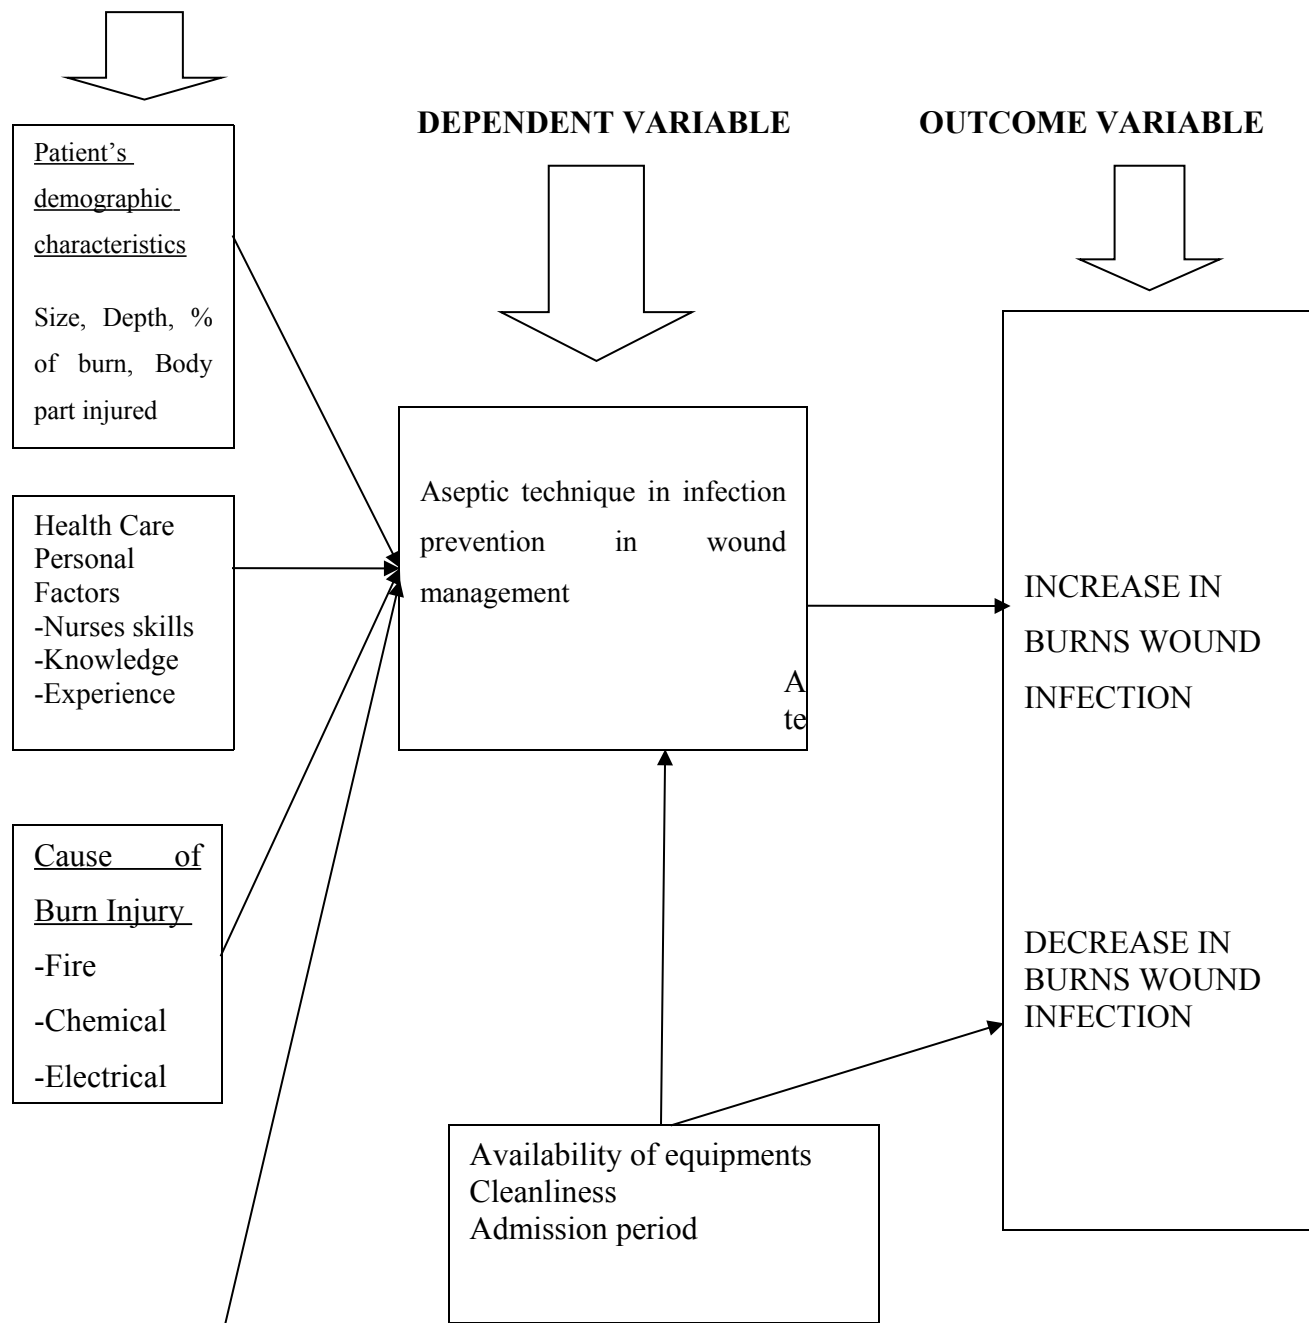 DEPENDENT VARIABLE
OUTCOME VARIABLE
Patient’s
demographic
characteristics
Size, Depth, %
of burn, Body
part injured
Health Care
Personal
Factors
-Nurses skills
-Knowledge
-Experience
Cause of
Burn Injury
-Fire
-Chemical
-Electrical
Aseptic technique in infection
prevention in wound
management
A
te
Availability of equipments
Cleanliness
Admission period
INCREASE IN
BURNS WOUND
INFECTION
DECREASE IN
BURNS WOUND
INFECTION